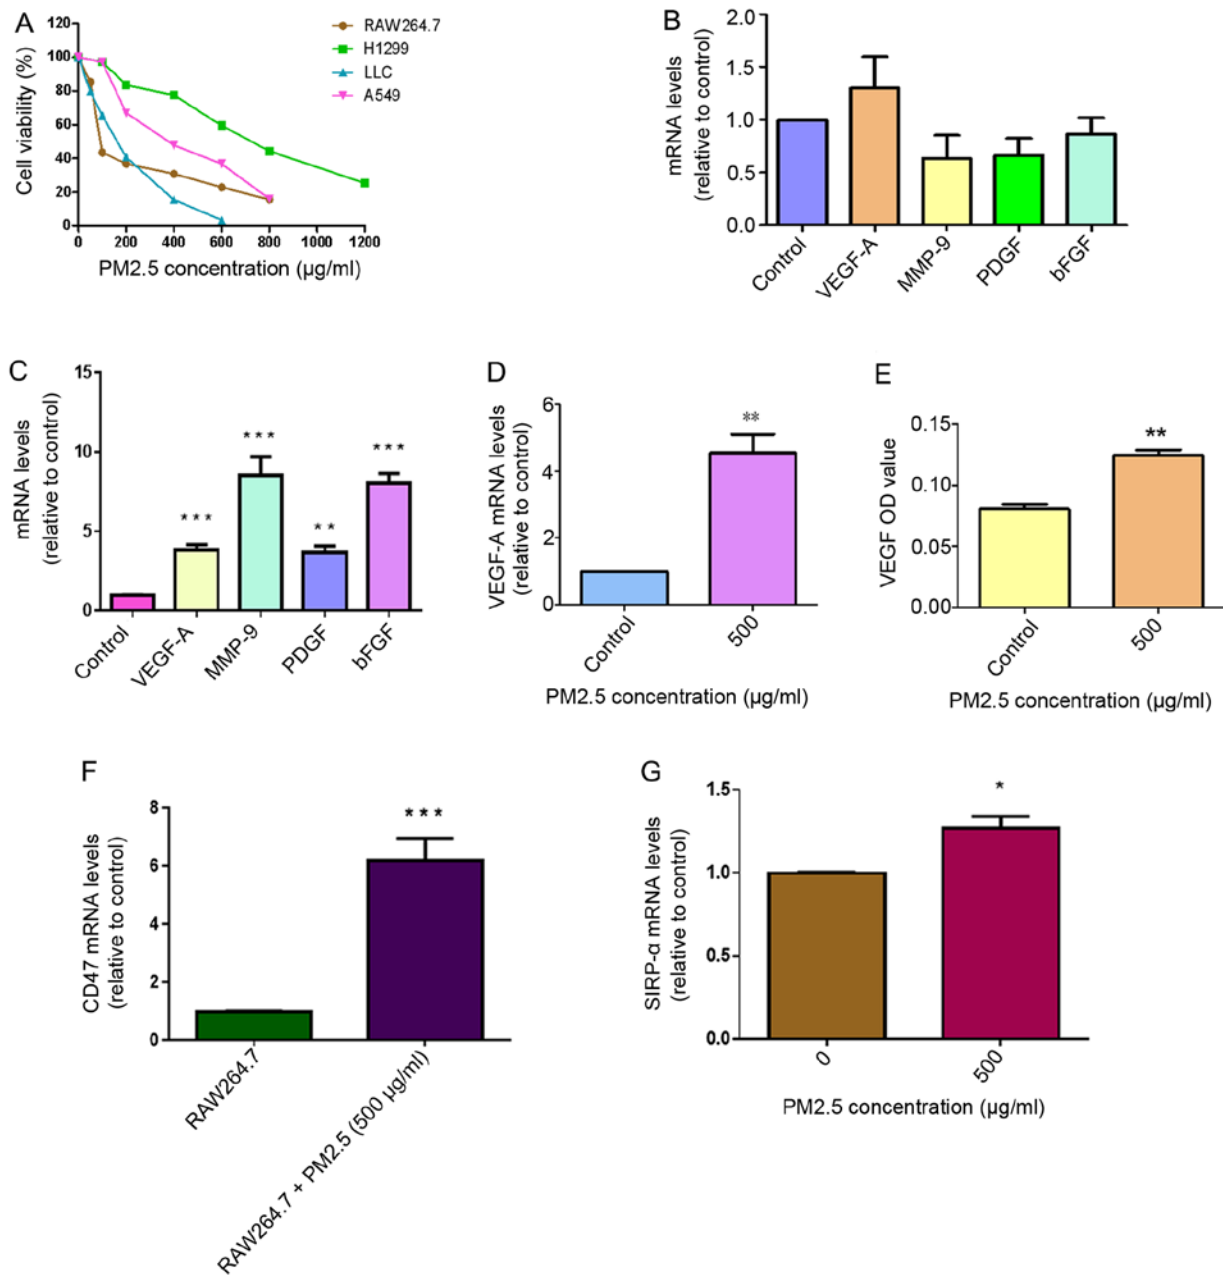 A
Cell viability (%)
120
100
80
60
40
20
0
0 200 400 600 800 1000 1200
PM2.5 concentration (µg/ml)
RAW264.7
H1299
LLC
A549
B
mRNA levels
(relative to control)
2.0
1.5
1.0
0.5
0.0
Control VEGF-A MMP-9 PDGF bFGF
C
mRNA levels
(relative to control)
15
10
5
0
*** *** ** ***
Control VEGF-A MMP-9 PDGF bFGF
D
VEGF-A mRNA levels
(relative to control)
6
4
2
0
**
Control 500
PM2.5 concentration (µg/ml)
E
VEGF OD value
0.15
0.10
0.05
0.00
**
Control 500
PM2.5 concentration (µg/ml)
F
CD47 mRNA levels
(relative to control)
8
6
4
2
0
***
RAW264.7
RAW264.7 + PM2.5 (500 µg/ml)
G
SIRP-α mRNA levels
(relative to control)
1.5
1.0
0.5
0.0
*
0 500
PM2.5 concentration (µg/ml)